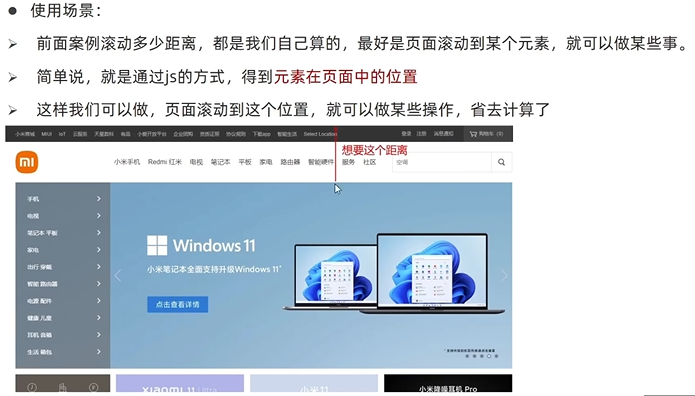 ● 使用场景：
➢ 前面案例滚动多少距离，都是我们自己算的，最好是页面滚动到某个元素，就可以做某些事。
➢ 简单说，就是通过js的方式，得到元素在页面中的位置
➢ 这样我们可以做，页面滚动到这个位置，就可以做某些操作，省去计算了
小米商城 MIUI IoT 云服务 天星数科 有品 小爱开放平台 企业团购 资质证照 协议规则 下载app 智能生活 Select Location 登录 注册 消息通知 购物车 (0)
想要这个距离
mi 小米手机 Redmi 红米 电视 笔记本 平板 家电 路由器 智能硬件 服务 社区 空调
手机
电视
笔记本 平板
家电
出行 穿戴
智能 路由器
电源 配件
健康 儿童
耳机 音箱
生活 箱包
Windows 11
小米笔记本全面支持升级Windows 11*
点击查看详情
XIAOMI 11 Ultra
小米11
小米降噪耳机 Pro